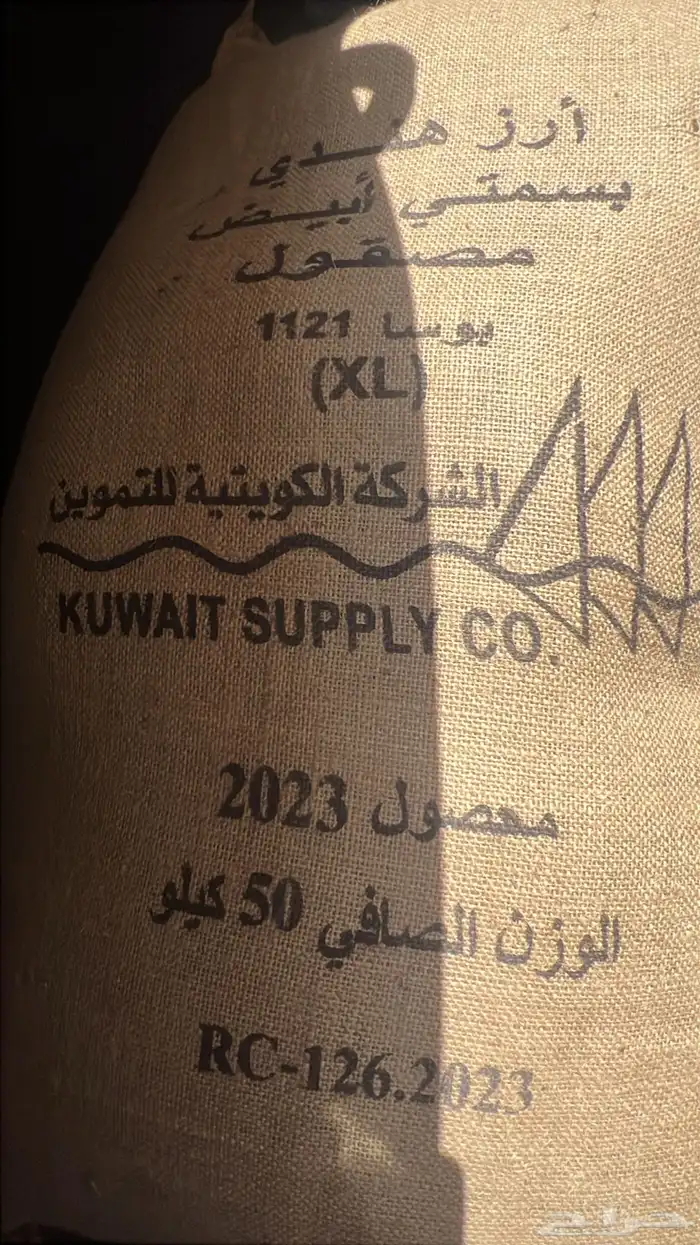 أرز هندي
بسمتي أبيض
مصقول
بوسا 1121
(XL)
الشركة الكويتية للتموين
KUWAIT SUPPLY CO.
محصول 2023
الوزن الصافي 50 كيلو
RC-126.2023
حراج